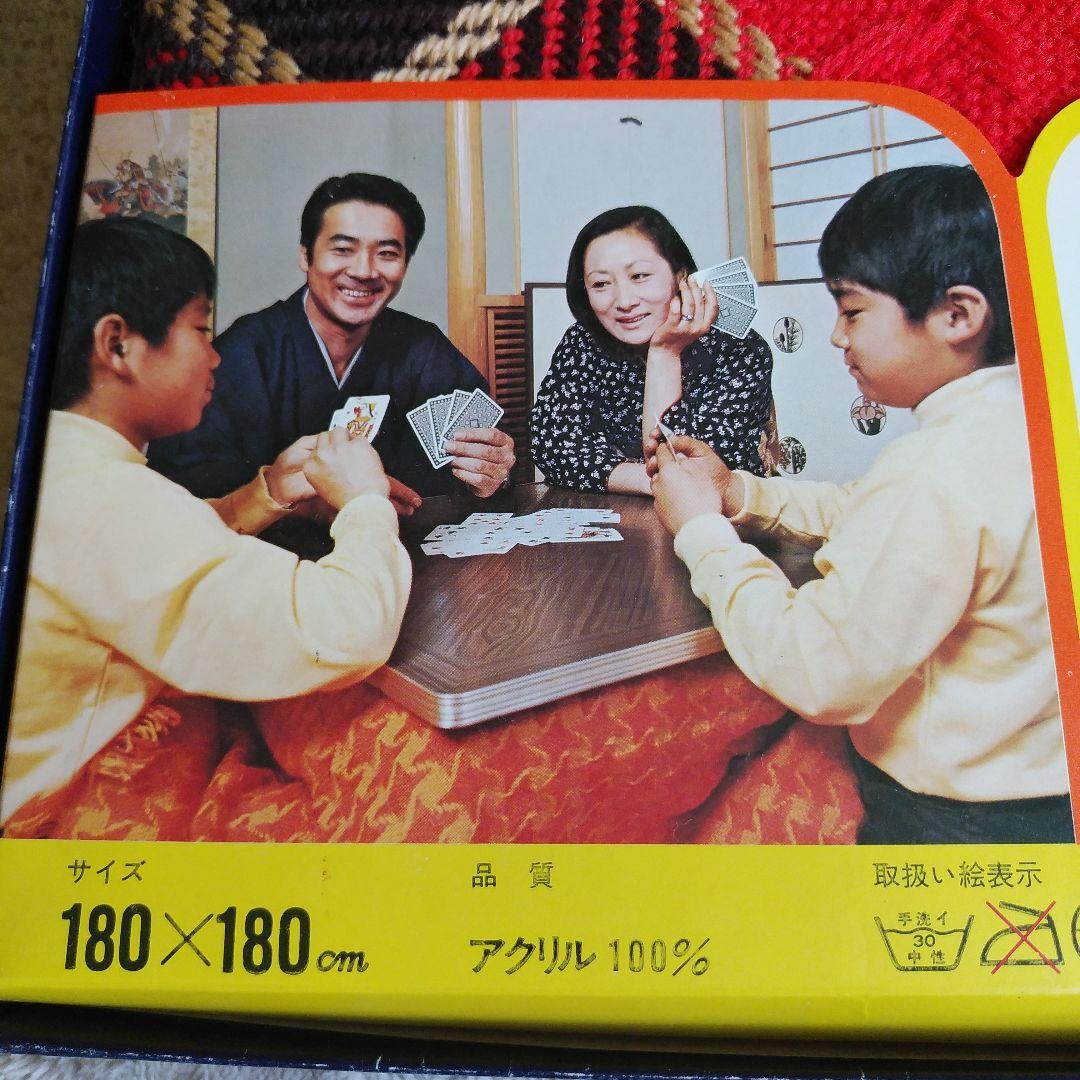 サイズ
180×180cm
品質
アクリル100%
取扱い絵表示
手洗イ
30
中性